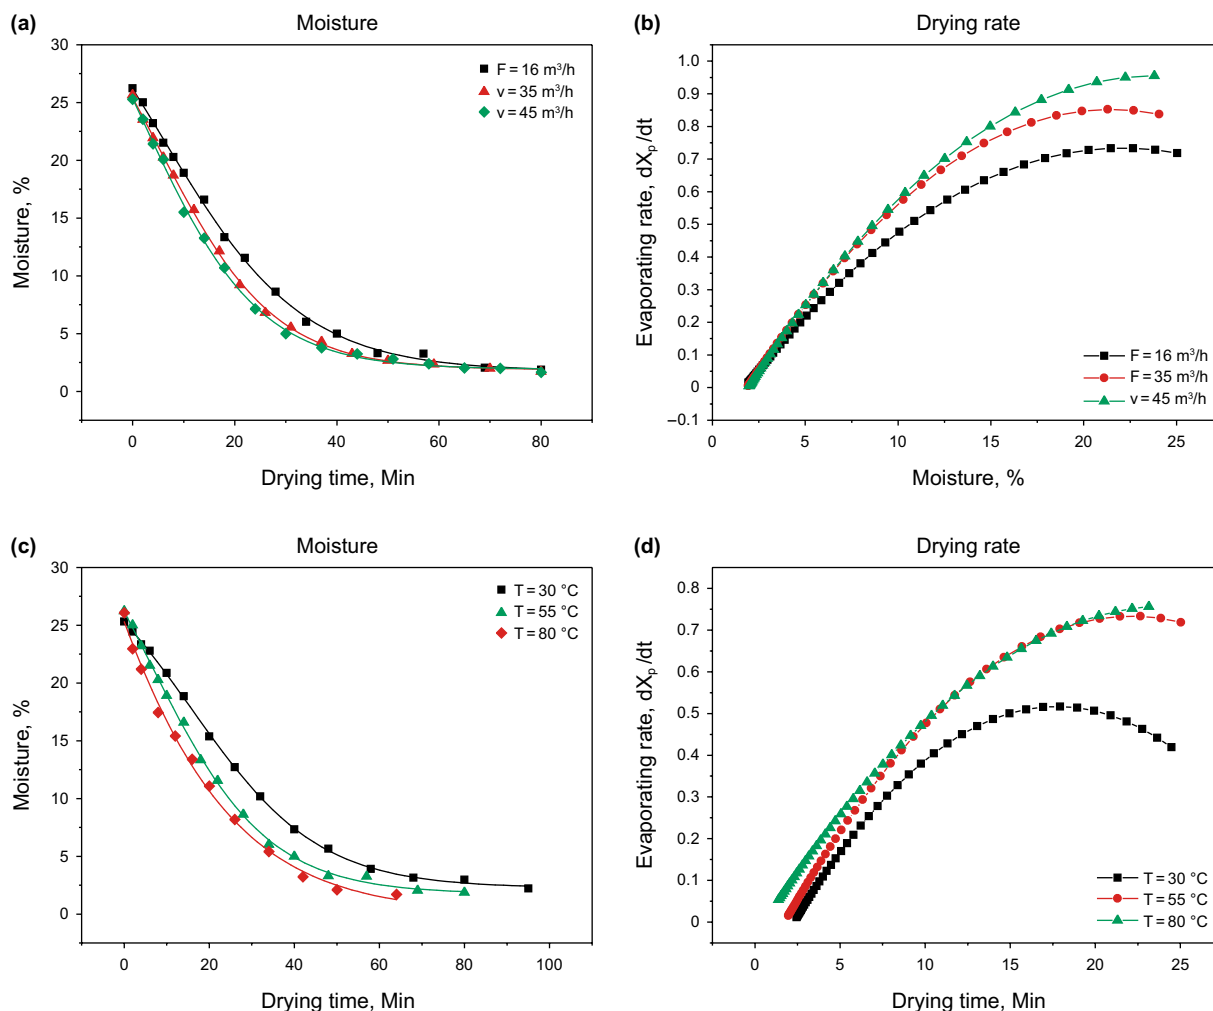 (a) Moisture
30
25
20
15
10
5
0
Moisture, %
F = 16 m³/h
v = 35 m³/h
v = 45 m³/h
0 20 40 60 80
Drying time, Min
(b) Drying rate
1.0
0.9
0.8
0.7
0.6
0.5
0.4
0.3
0.2
0.1
0
–0.1
Evaporating rate, dXₚ/dt
F = 16 m³/h
F = 35 m³/h
v = 45 m³/h
0 5 10 15 20 25
Moisture, %
(c) Moisture
30
25
20
15
10
5
0
Moisture, %
T = 30 °C
T = 55 °C
T = 80 °C
0 20 40 60 80 100
Drying time, Min
(d) Drying rate
0.8
0.7
0.6
0.5
0.4
0.3
0.2
0.1
0
Evaporating rate, dXₚ/dt
T = 30 °C
T = 55 °C
T = 80 °C
0 5 10 15 20 25
Drying time, Min